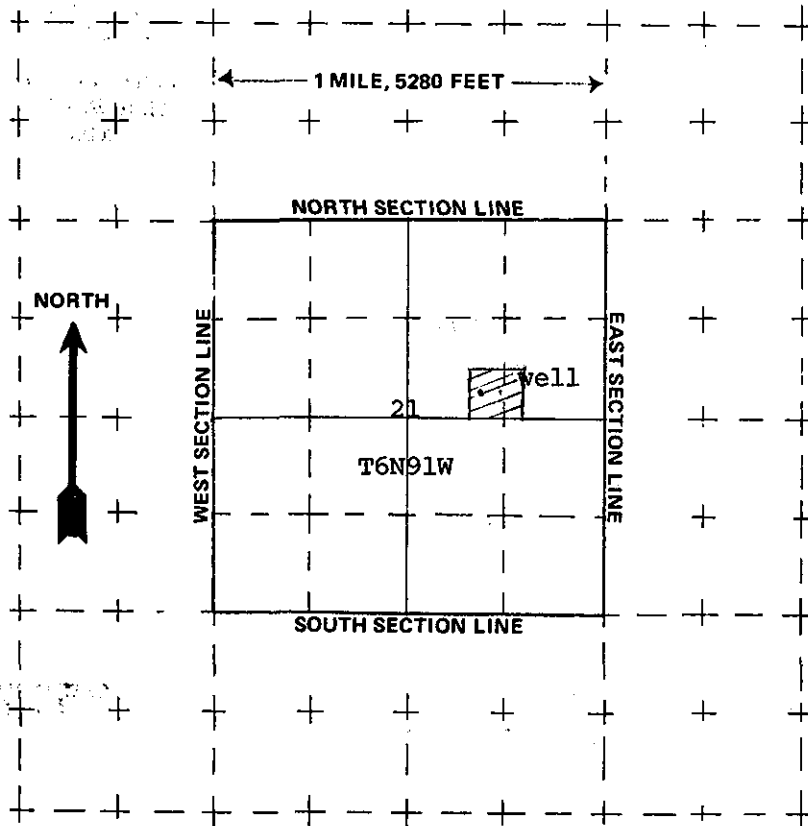 1 MILE, 5280 FEET
NORTH SECTION LINE
NORTH
WEST SECTION LINE
EAST SECTION LINE
well
21
T6N91W
SOUTH SECTION LINE